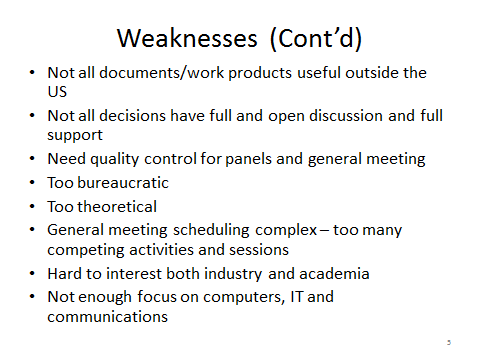 Weaknesses (Cont’d)
• Not all documents/work products useful outside the
US
• Not all decisions have full and open discussion and full
support
• Need quality control for panels and general meeting
• Too bureaucratic
• Too theoretical
• General meeting scheduling complex – too many
competing activities and sessions
• Hard to interest both industry and academia
• Not enough focus on computers, IT and
communications
5